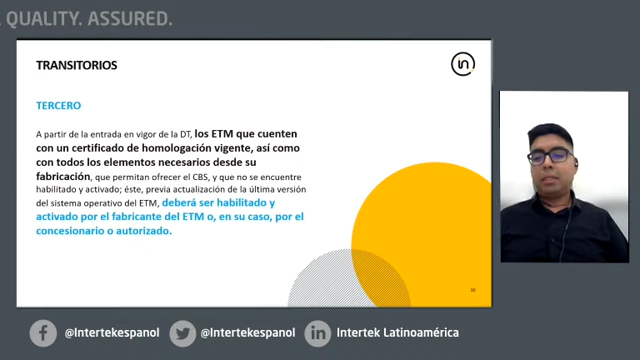 QUALITY. ASSURED.
TRANSITORIOS
in
TERCERO
A partir de la entrada en vigor de la DT, los ETM que cuenten
con un certificado de homologación vigente, así como
con todos los elementos necesarios desde su
fabricación, que permitan ofrecer el CBS, y que no se encuentre
habilitado y activado; éste, previa actualización de la última versión
del sistema operativo del ETM, deberá ser habilitado y
activado por el fabricante del ETM o, en su caso, por el
concesionario o autorizado.
@Intertekespanol @Intertekespanol in Intertek Latinoamérica